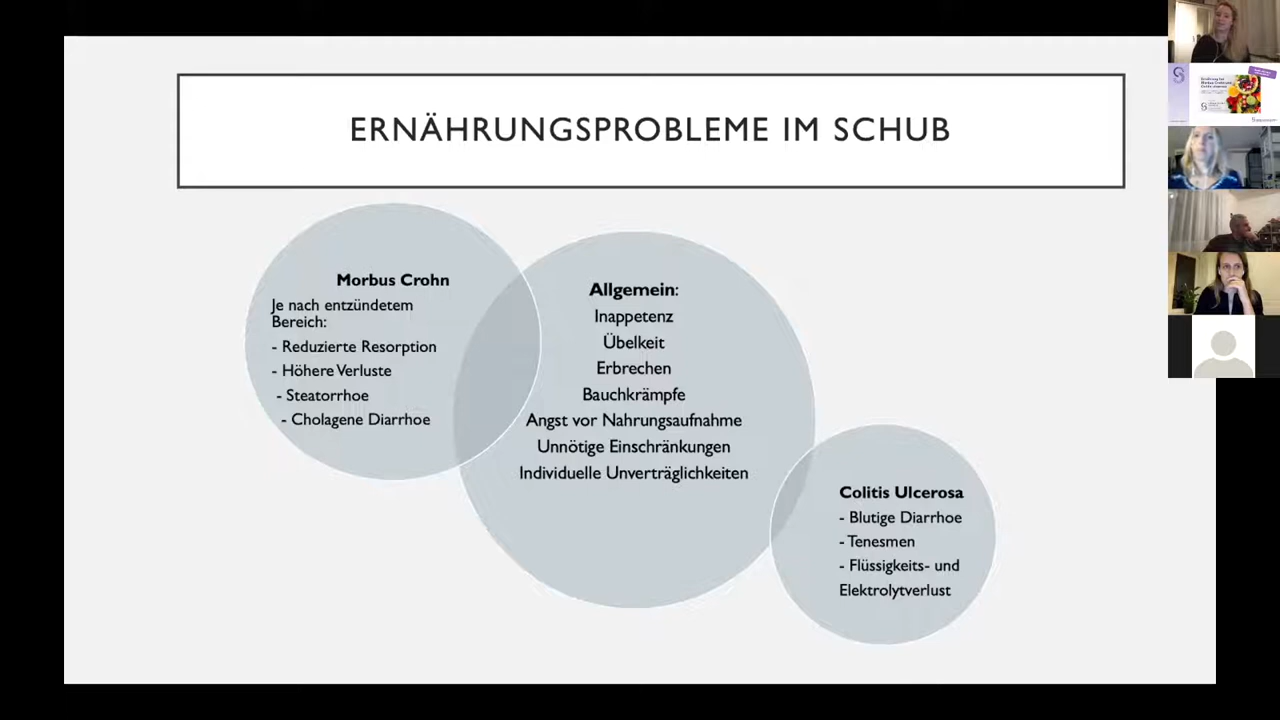 ERNÄHRUNGSPROBLEME IM SCHUB
Morbus Crohn
Je nach entzündetem
Bereich:
- Reduzierte Resorption
- Höhere Verluste
- Steatorrhoe
- Cholagene Diarrhoe
Allgemein:
Inappetenz
Übelkeit
Erbrechen
Bauchkrämpfe
Angst vor Nahrungsaufnahme
Unnötige Einschränkungen
Individuelle Unverträglichkeiten
Colitis Ulcerosa
- Blutige Diarrhoe
- Tenesmen
- Flüssigkeits- und
Elektrolytverlust